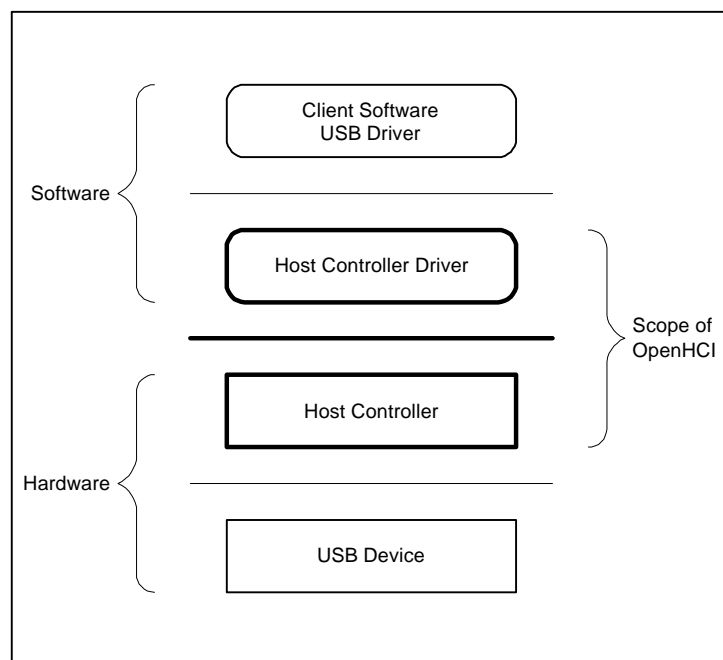 Client Software
USB Driver
Software
Host Controller Driver
Scope of
OpenHCI
Host Controller
Hardware
USB Device